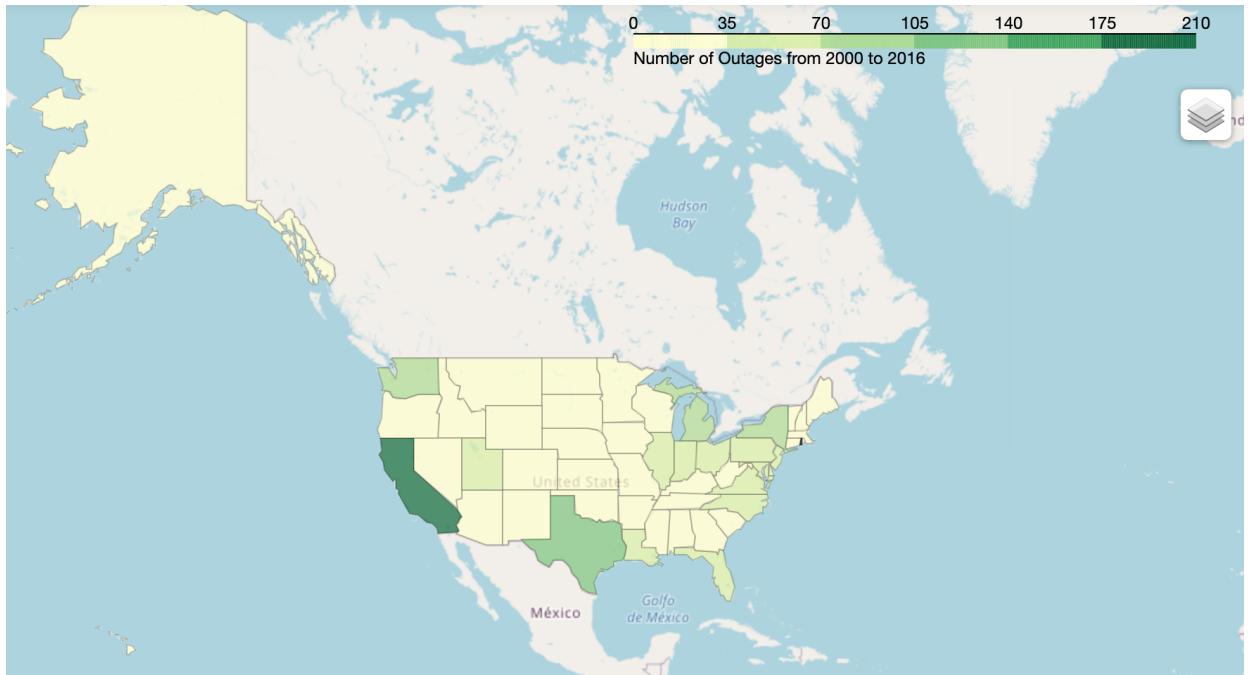 0 35 70 105 140 175 210
Number of Outages from 2000 to 2016
nd
Hudson
Bay
United States
México
Golfo
de México